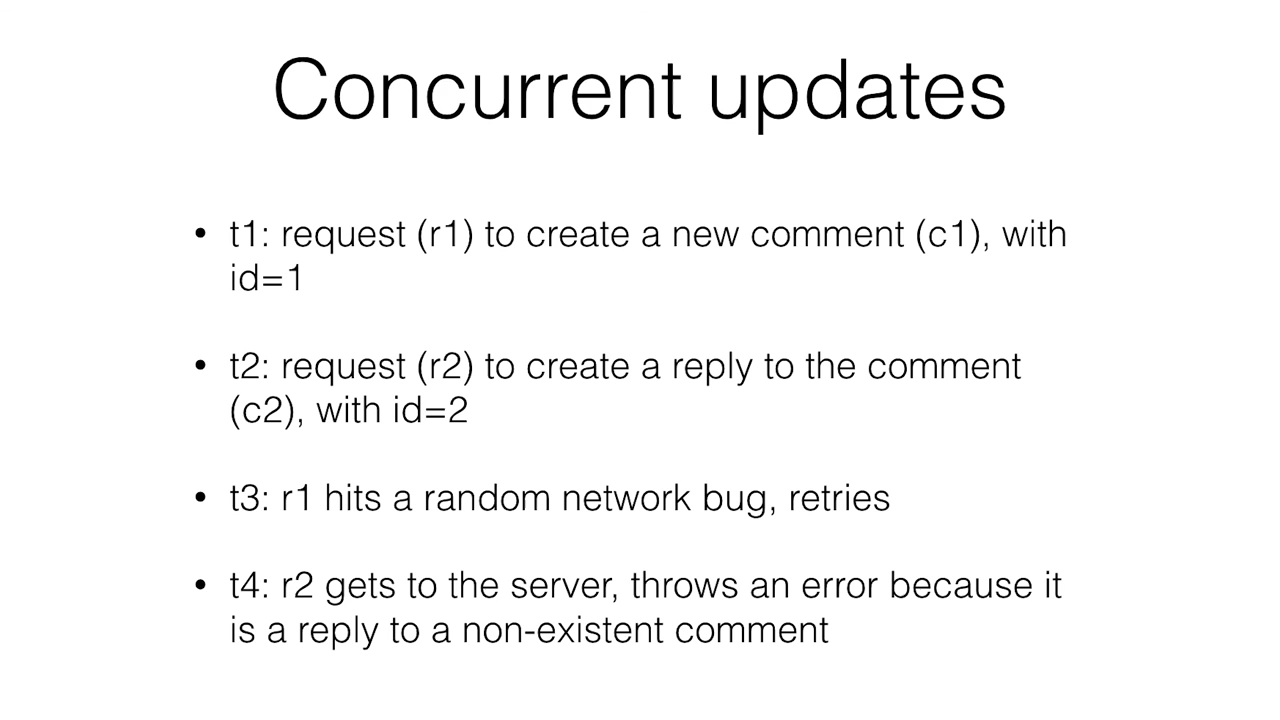 Concurrent updates
• t1: request (r1) to create a new comment (c1), with
id=1
• t2: request (r2) to create a reply to the comment
(c2), with id=2
• t3: r1 hits a random network bug, retries
• t4: r2 gets to the server, throws an error because it
is a reply to a non-existent comment